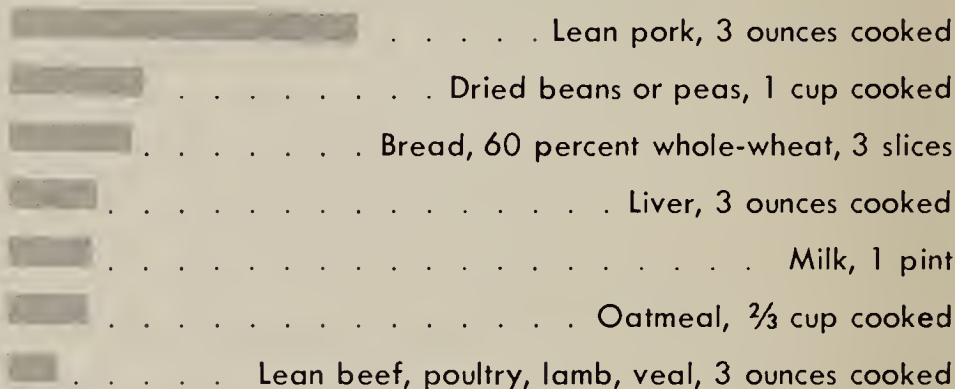 . . . . . Lean pork, 3 ounces cooked
. . . . . . . . . Dried beans or peas, 1 cup cooked
. . . . . . . Bread, 60 percent whole-wheat, 3 slices
. . . . . . . . . . . . . . . Liver, 3 ounces cooked
. . . . . . . . . . . . . . . . . . . Milk, 1 pint
. . . . . . . . . . . . . . Oatmeal, ⅔ cup cooked
. . . . . Lean beef, poultry, lamb, veal, 3 ounces cooked